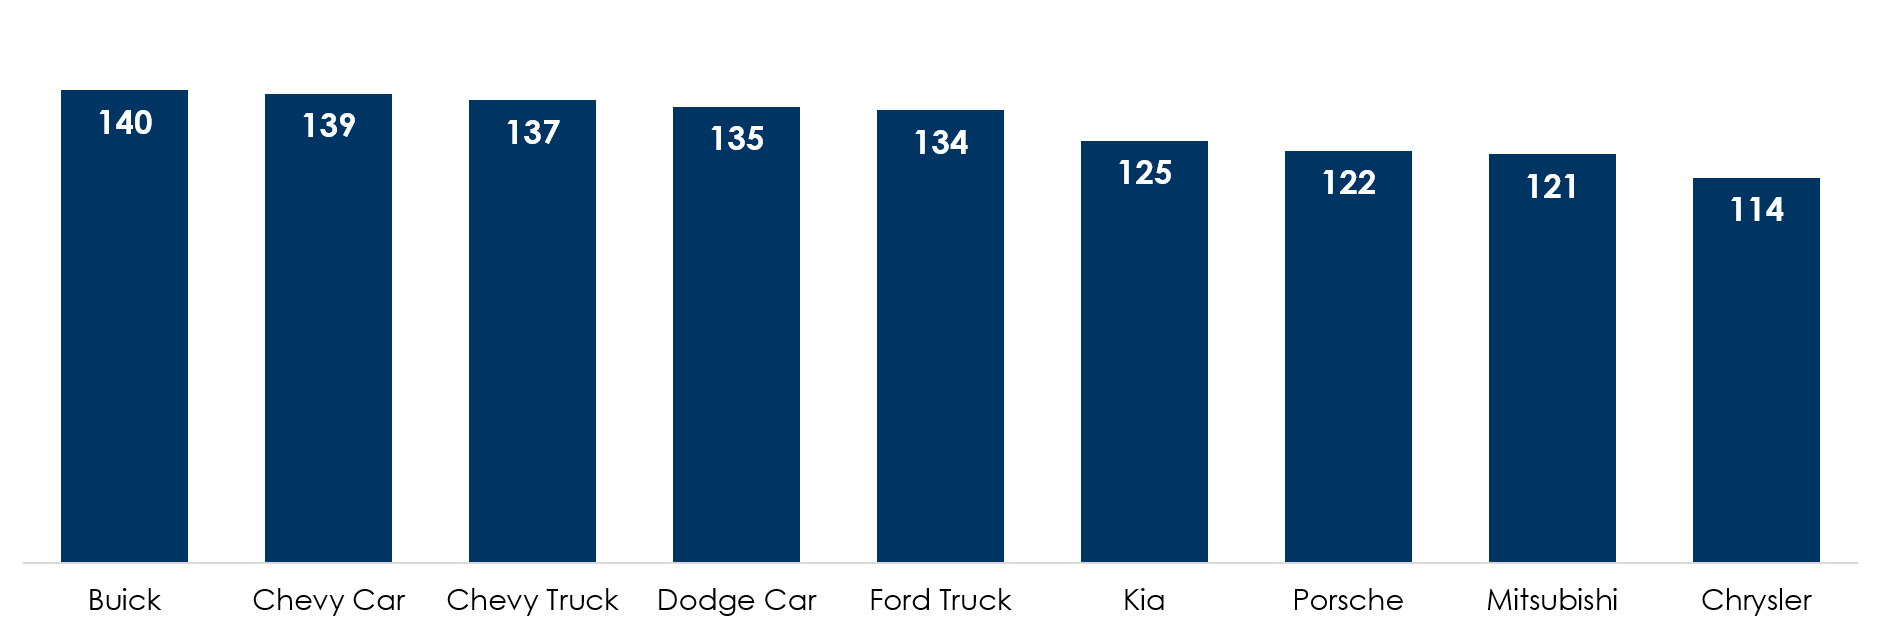 140
139
137
135
134
125
122
121
114
Buick
Chevy Car
Chevy Truck
Dodge Car
Ford Truck
Kia
Porsche
Mitsubishi
Chrysler